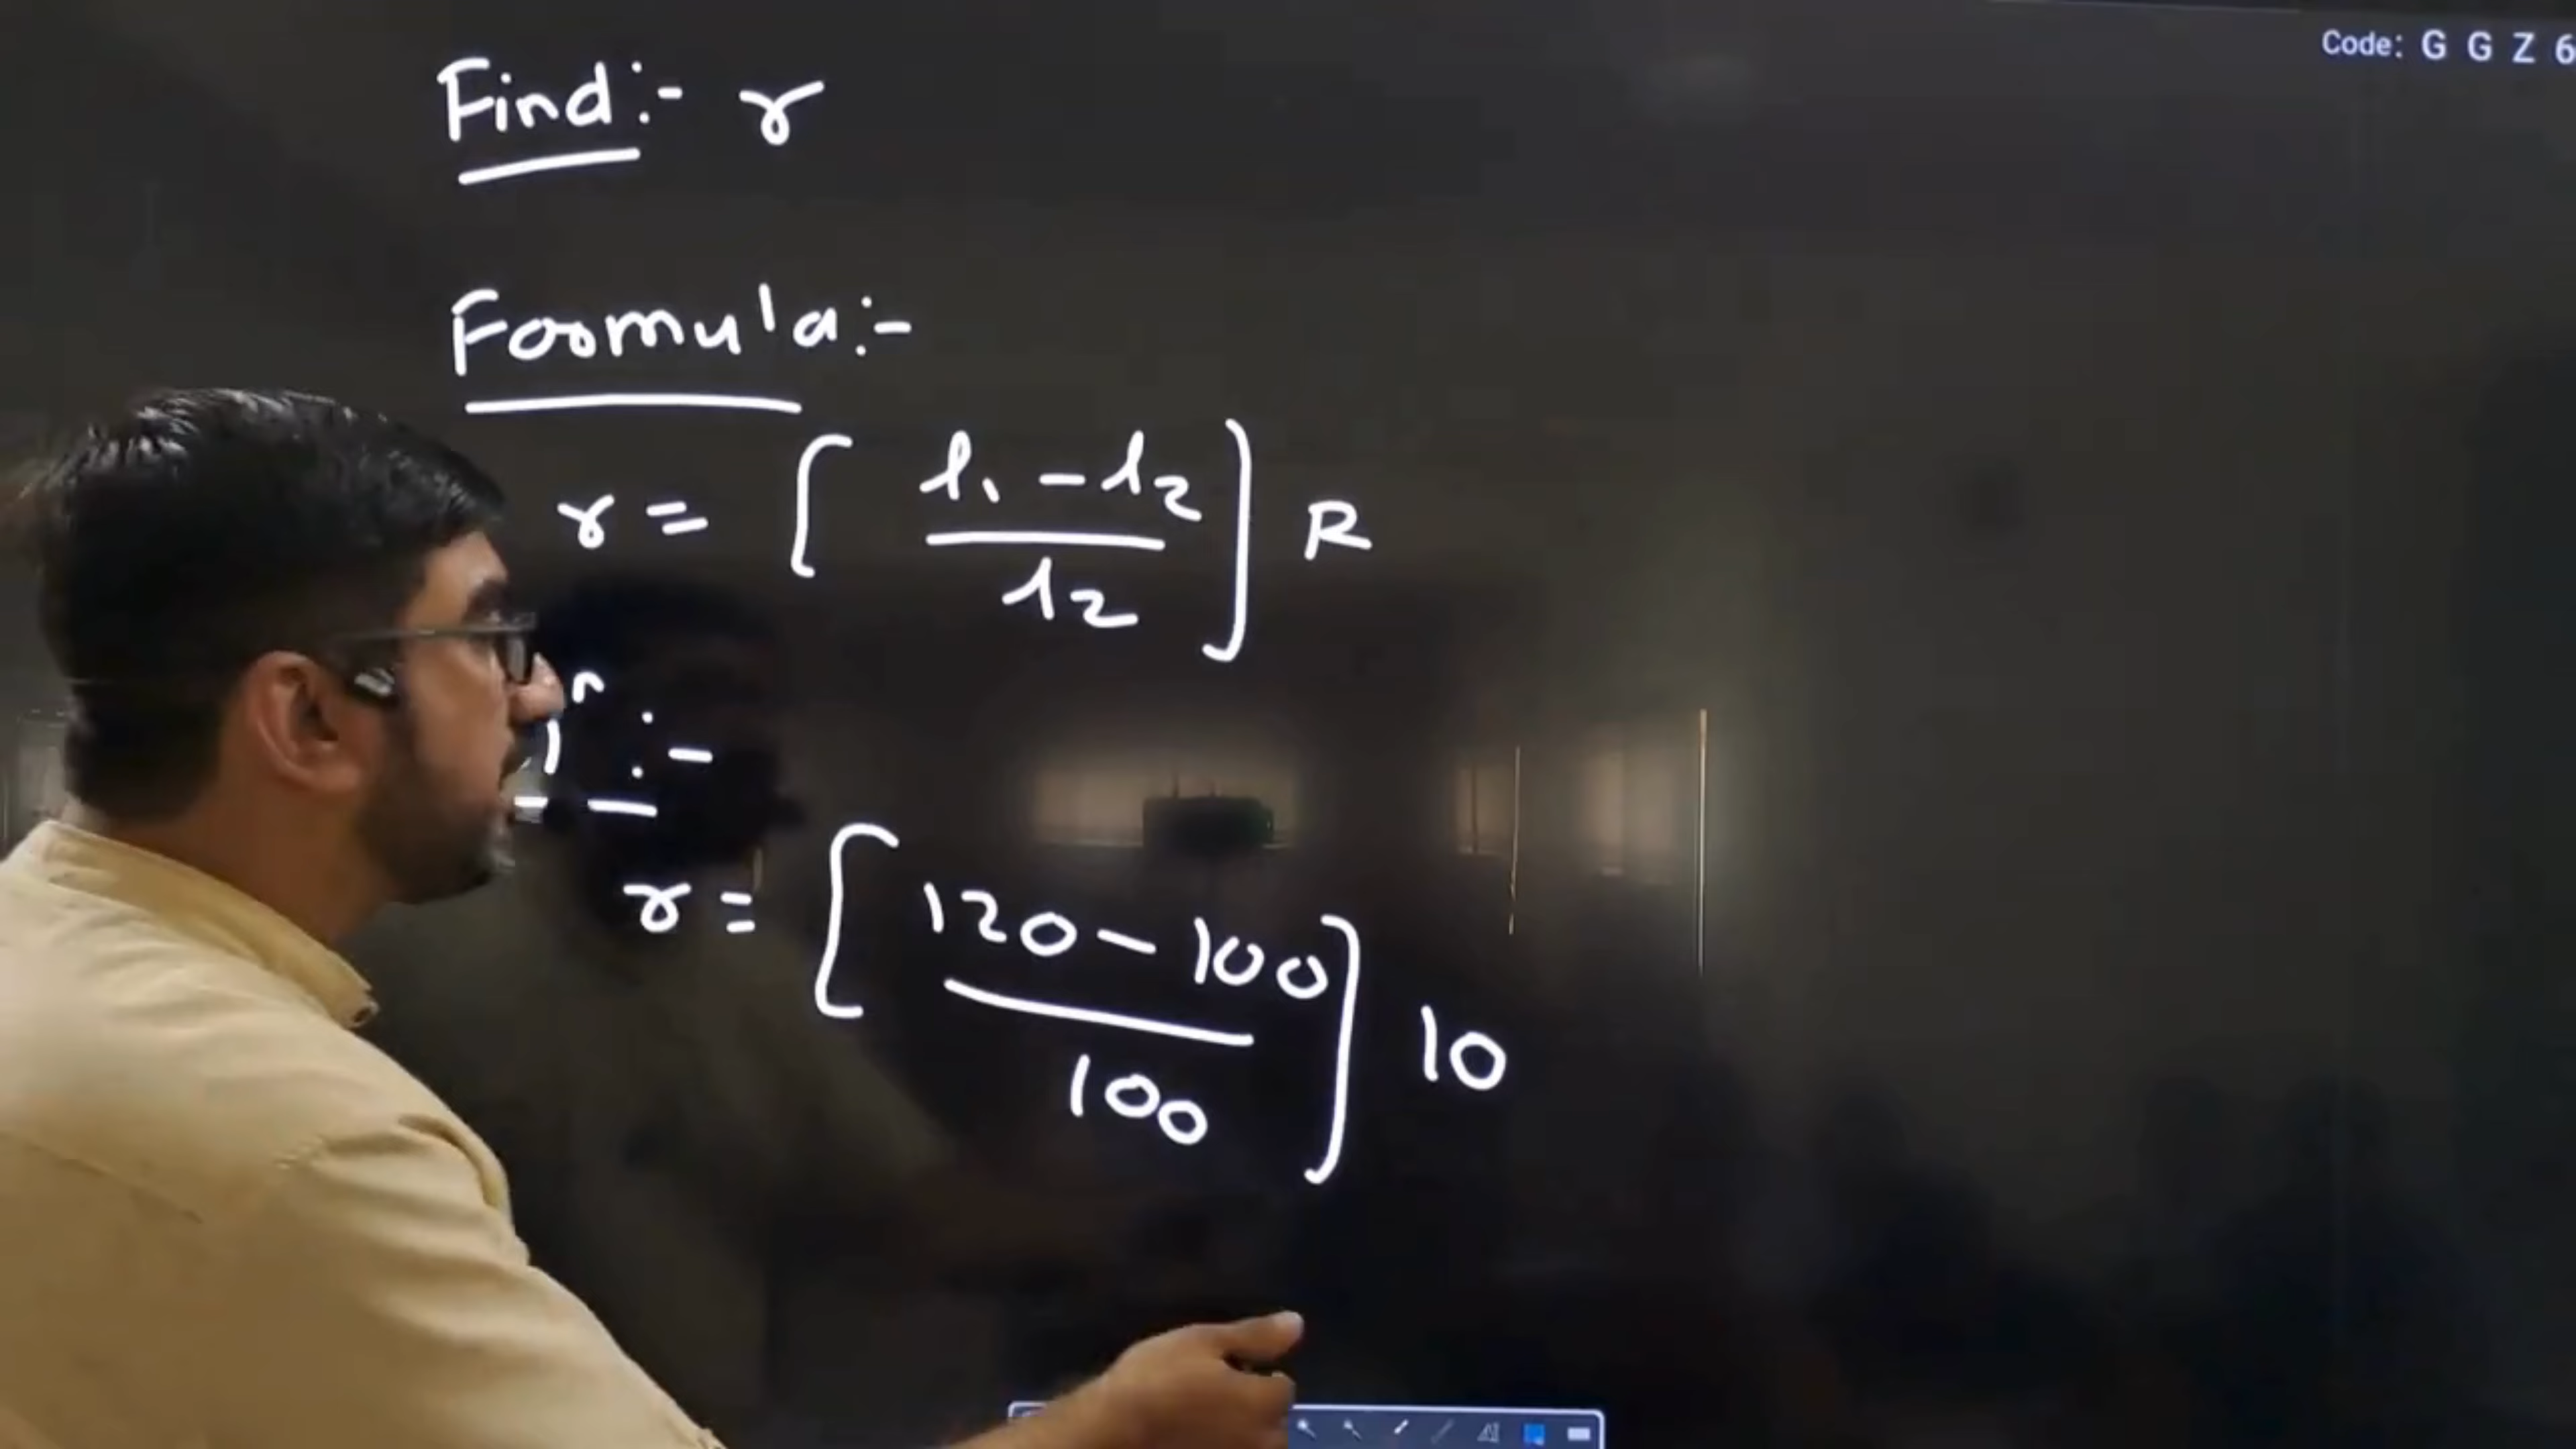 Code: G G Z 6
Find:- r
Formula:-
r = [ l1 - l2 / l2 ] R
r = [ 120 - 100 / 100 ] 10